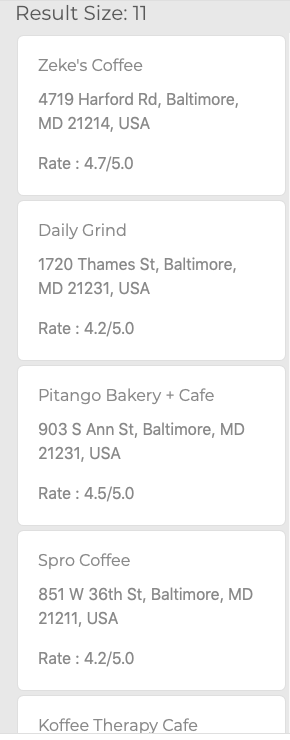 Result Size: 11
Zeke's Coffee
4719 Harford Rd, Baltimore,
MD 21214, USA
Rate : 4.7/5.0
Daily Grind
1720 Thames St, Baltimore,
MD 21231, USA
Rate : 4.2/5.0
Pitango Bakery + Cafe
903 S Ann St, Baltimore, MD
21231, USA
Rate : 4.5/5.0
Spro Coffee
851 W 36th St, Baltimore, MD
21211, USA
Rate : 4.2/5.0
Koffee Therapy Cafe